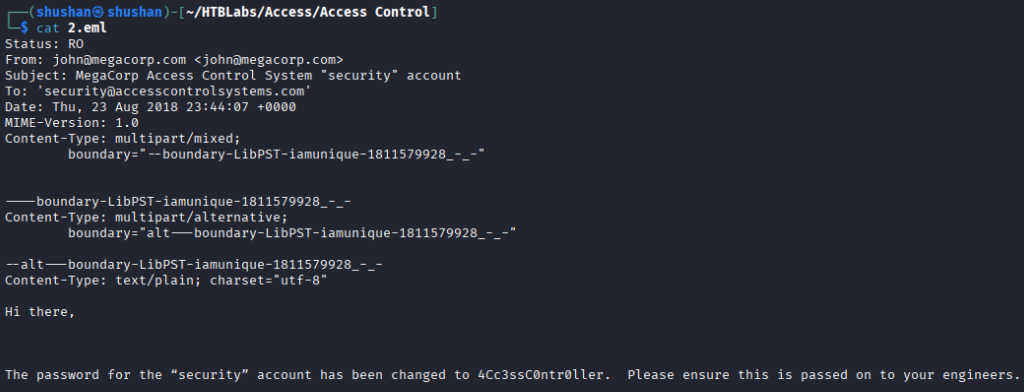 ┌──(shushan㉿shushan)-[~/HTBLabs/Access/Access Control]
└─$ cat 2.eml
Status: RO
From: john@megacorp.com <john@megacorp.com>
Subject: MegaCorp Access Control System "security" account
To: 'security@accesscontrolsystems.com'
Date: Thu, 23 Aug 2018 23:44:07 +0000
MIME-Version: 1.0
Content-Type: multipart/mixed;
boundary="--boundary-LibPST-iamunique-1811579928_-_-"
----boundary-LibPST-iamunique-1811579928_-_-
Content-Type: multipart/alternative;
boundary="alt---boundary-LibPST-iamunique-1811579928_-_-"
--alt---boundary-LibPST-iamunique-1811579928_-_-
Content-Type: text/plain; charset="utf-8"
Hi there,
The password for the “security” account has been changed to 4Cc3ssC0ntr0ller.  Please ensure this is passed on to your engineers.